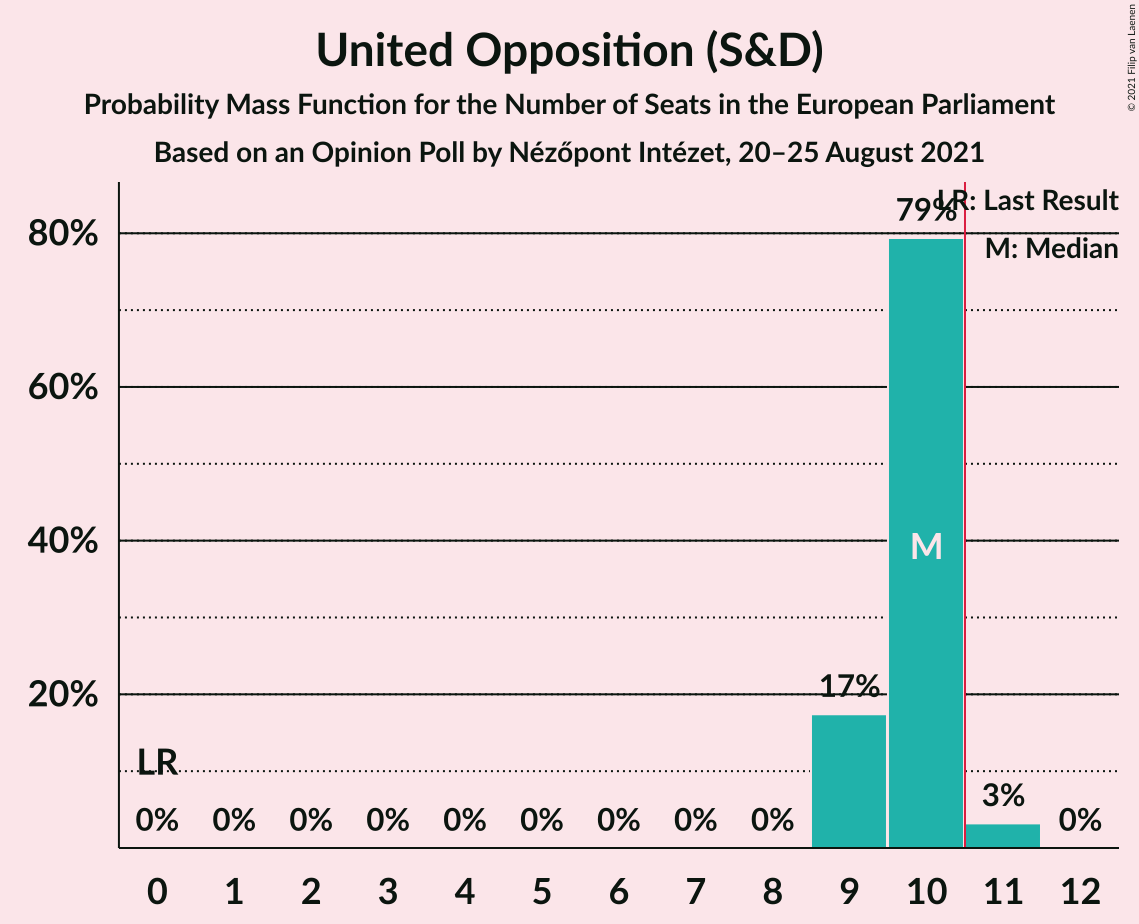 United Opposition (S&D)
Probability Mass Function for the Number of Seats in the European Parliament
Based on an Opinion Poll by Nézőpont Intézet, 20–25 August 2021
© 2021 Filip van Laenen
LR: Last Result
M: Median
80%
60%
40%
20%
79%
M
17%
LR
3%
0% 0% 0% 0% 0% 0% 0% 0% 0% 0%
0 1 2 3 4 5 6 7 8 9 10 11 12